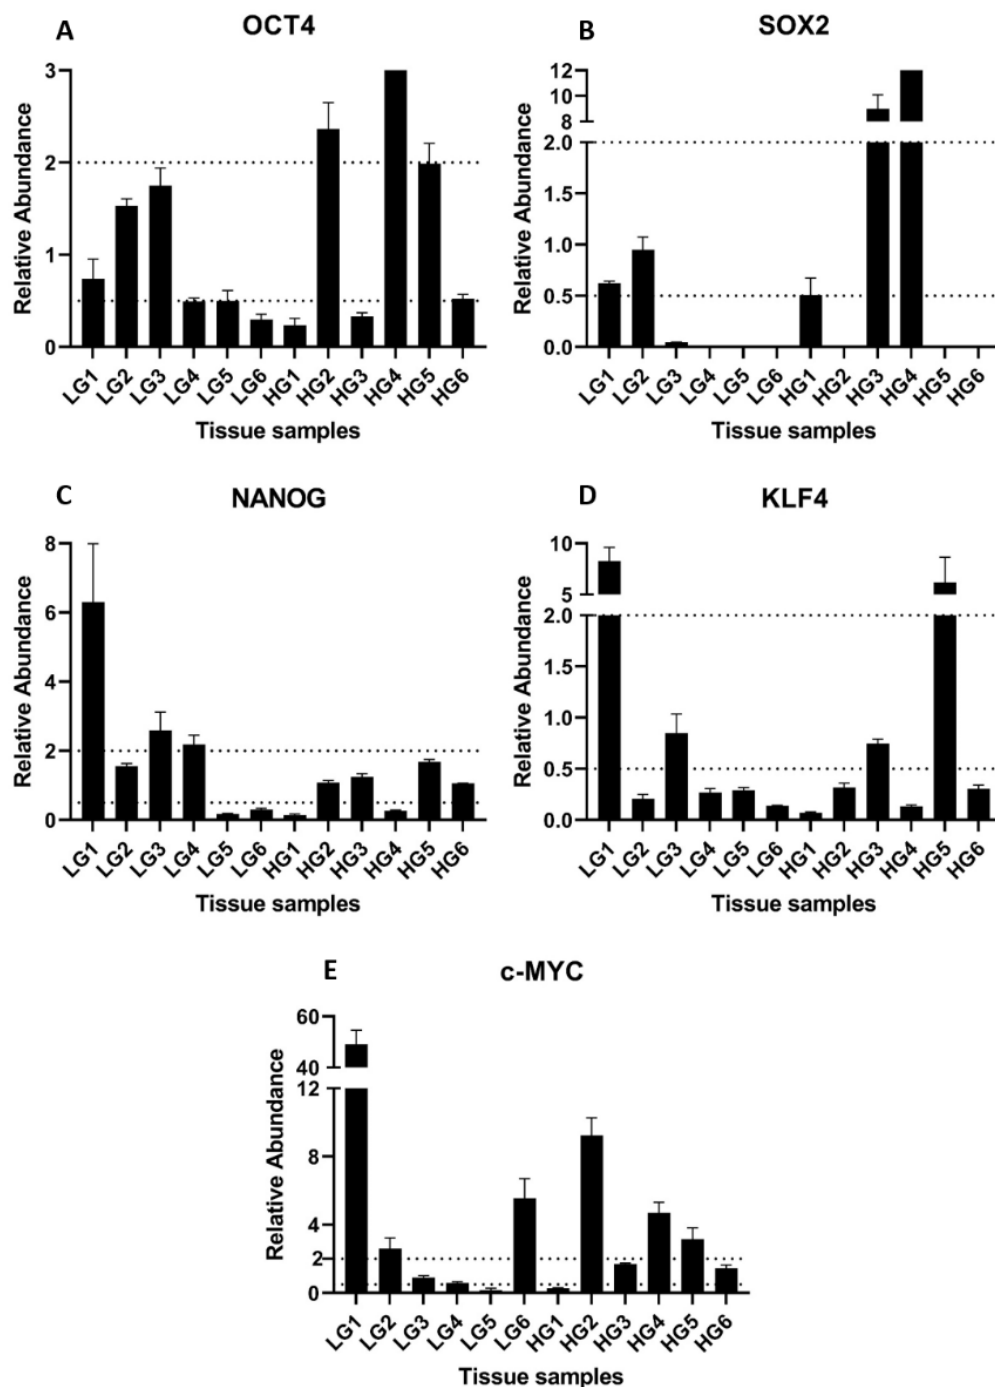 A OCT4
Relative Abundance
3
2
1
0
LG1 LG2 LG3 LG4 LG5 LG6 HG1 HG2 HG3 HG4 HG5 HG6
Tissue samples
B SOX2
Relative Abundance
12
10
8
2.0
1.5
1.0
0.5
0.0
LG1 LG2 LG3 LG4 LG5 LG6 HG1 HG2 HG3 HG4 HG5 HG6
Tissue samples
C NANOG
Relative Abundance
8
6
4
2
0
LG1 LG2 LG3 LG4 LG5 LG6 HG1 HG2 HG3 HG4 HG5 HG6
Tissue samples
D KLF4
Relative Abundance
10
5
2.0
1.5
1.0
0.5
0.0
LG1 LG2 LG3 LG4 LG5 LG6 HG1 HG2 HG3 HG4 HG5 HG6
Tissue samples
E c-MYC
Relative Abundance
60
40
12
8
4
2
0
LG1 LG2 LG3 LG4 LG5 LG6 HG1 HG2 HG3 HG4 HG5 HG6
Tissue samples